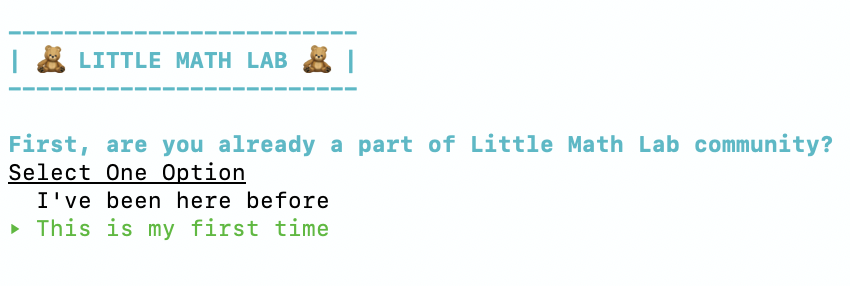 -------------------------
| 🧸 LITTLE MATH LAB 🧸 |
-------------------------
First, are you already a part of Little Math Lab community?
Select One Option
I've been here before
▸ This is my first time